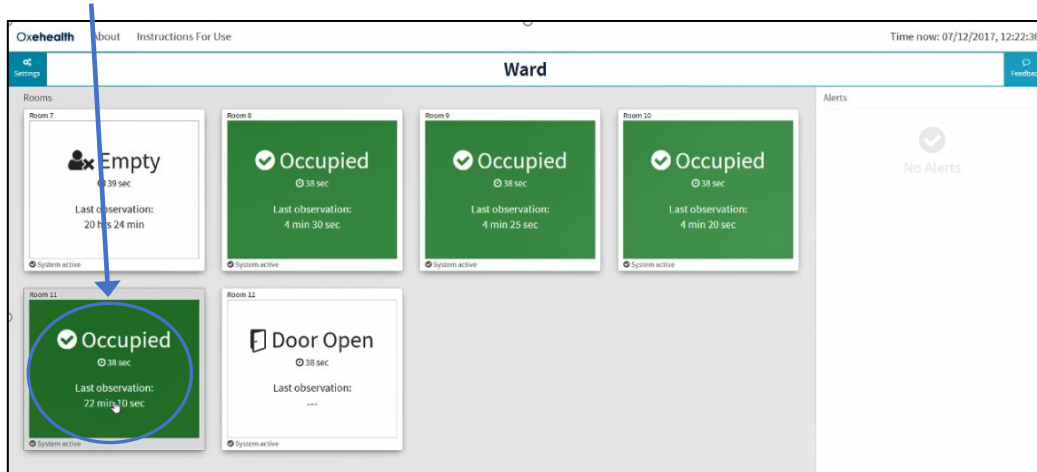 Oxehealth About Instructions For Use Time now: 07/12/2017, 12:22:36
Settings Ward Feedbac
Rooms Alerts
Room 7 Room 8 Room 9 Room 10
Empty Occupied Occupied Occupied No Alerts
39 sec 38 sec 38 sec 38 sec
Last observation: Last observation: Last observation: Last observation:
20 hrs 24 min 4 min 30 sec 4 min 25 sec 4 min 20 sec
System active System active System active System active
Room 11 Room 12
Occupied Door Open
38 sec 38 sec
Last observation: Last observation:
22 min 10 sec ---
System active System active